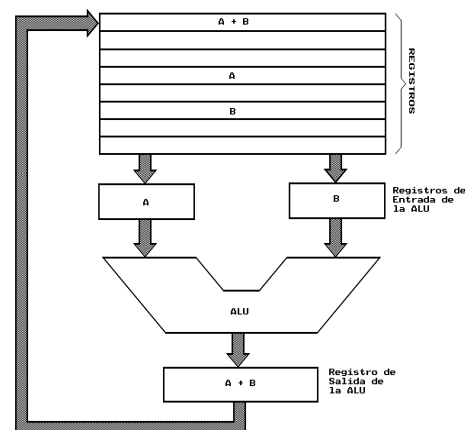 A + B
A
B
REGISTROS
A
B
Registros de
Entrada de
la ALU
ALU
A + B
Registro de
Salida de
la ALU